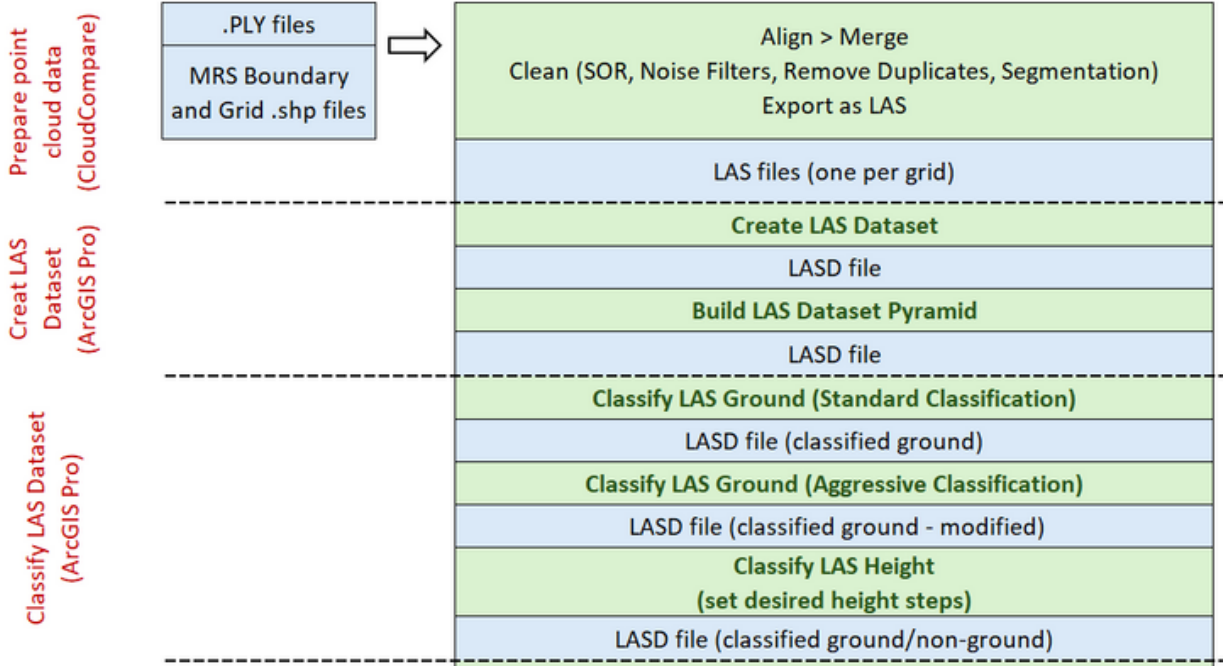 Prepare point
cloud data
(CloudCompare)
.PLY files
MRS Boundary
and Grid .shp files
Align > Merge
Clean (SOR, Noise Filters, Remove Duplicates, Segmentation)
Export as LAS
LAS files (one per grid)
Creat LAS
Dataset
(ArcGIS Pro)
Create LAS Dataset
LASD file
Build LAS Dataset Pyramid
LASD file
Classify LAS Dataset
(ArcGIS Pro)
Classify LAS Ground (Standard Classification)
LASD file (classified ground)
Classify LAS Ground (Aggressive Classification)
LASD file (classified ground - modified)
Classify LAS Height
(set desired height steps)
LASD file (classified ground/non-ground)